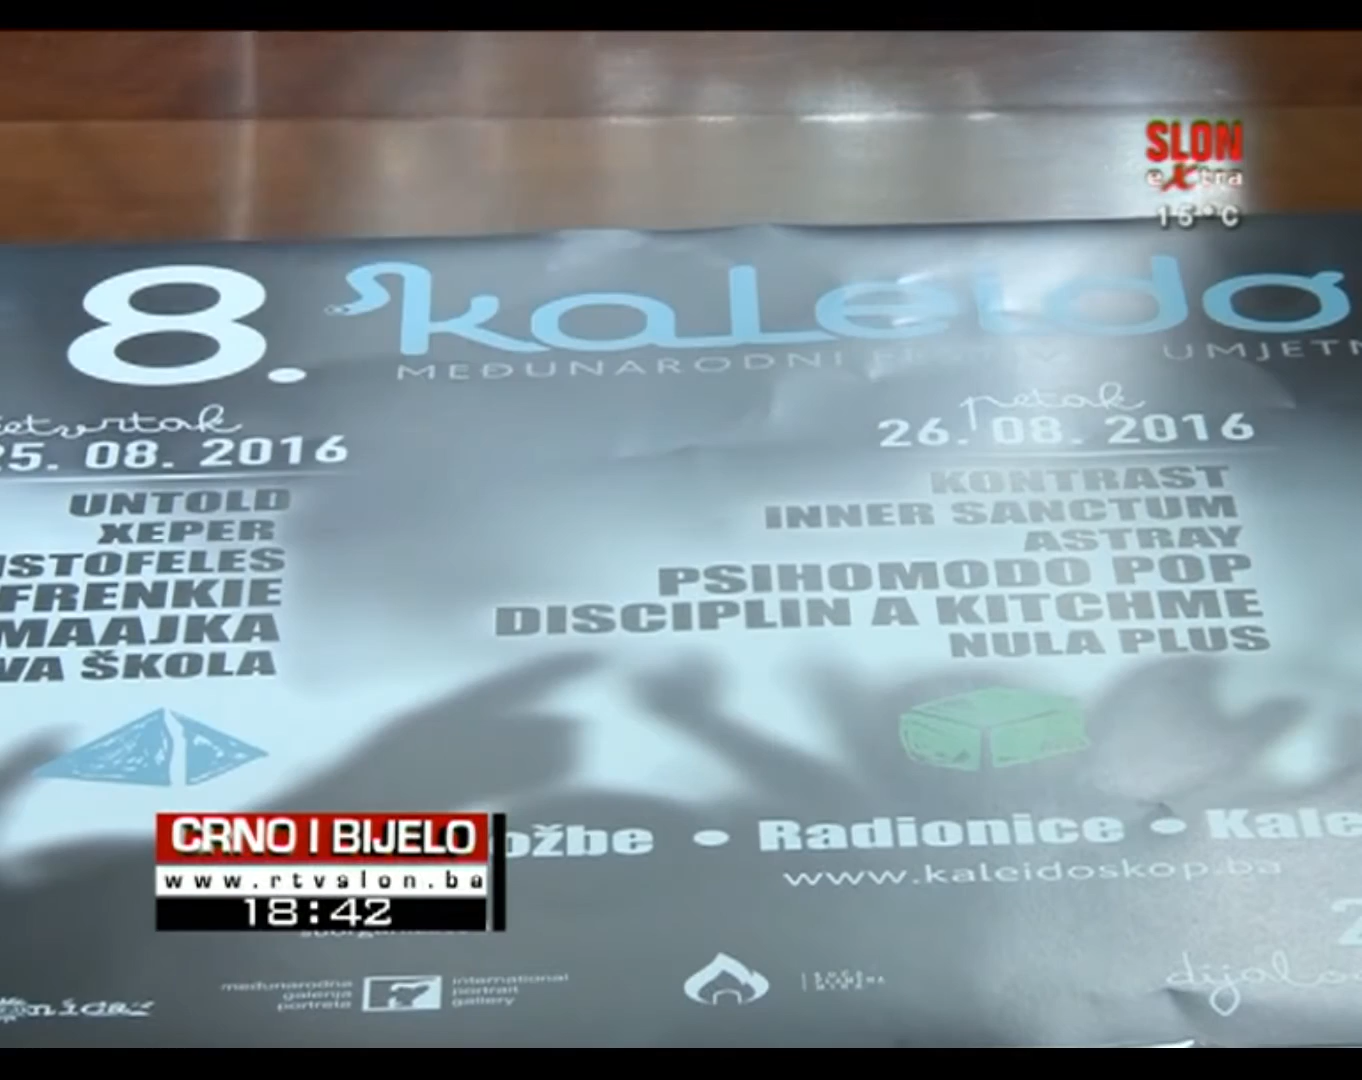 SLON
extra
15°C
8. kaleido
MEĐUNARODNI UMJETN
etvrtak
25. 08. 2016
UNTOLD
XEPER
ISTOFELES
FRENKIE
MAAJKA
VA ŠKOLA
petak
26. 08. 2016
KONTRAST
INNER SANCTUM
ASTRAY
PSIHOMODO POP
DISCIPLIN A KITCHME
NULA PLUS
ožbe • Radionice • Kale
www.kaleidoskop.ba
CRNO I BIJELO
www.rtvslon.ba
18:42
međunarodna
galerija
portreta
international
portrait
gallery
2
dijalo